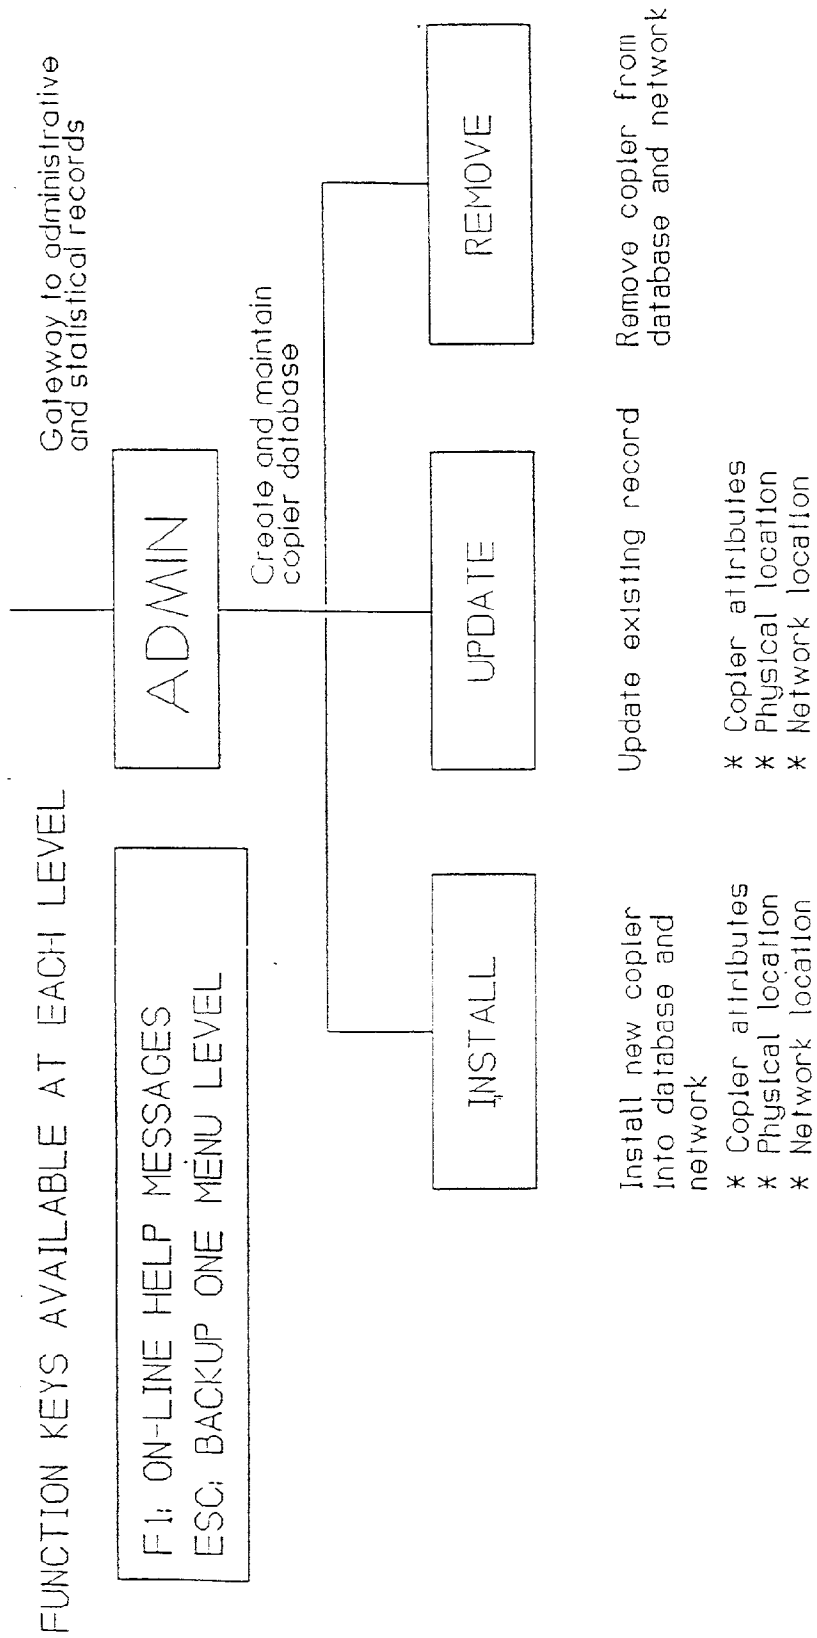 FUNCTION KEYS AVAILABLE AT EACH LEVEL
F1: ON-LINE HELP MESSAGES
ESC: BACKUP ONE MENU LEVEL
Gateway to administrative
and statistical records
ADMIN
Create and maintain
copier database
INSTALL
Install new copier
into database and
network
* Copier attributes
* Physical location
* Network location
UPDATE
Update existing record
* Copier attributes
* Physical location
* Network location
REMOVE
Remove copier from
database and network